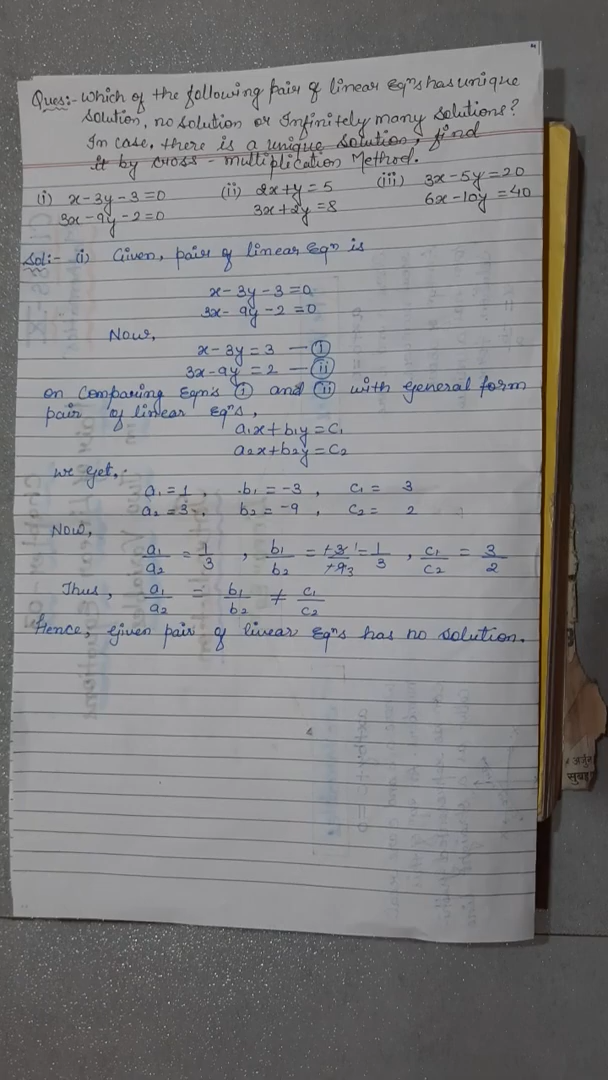 Ques:- Which of the following pair of linear Eqns has unique
solution, no solution or Infinitely many solutions?
In case, there is a unique solution, find
it by cross-multiplication Method.
(i) x-3y-3=0 (ii) 2x+y=5 (iii) 3x-5y=20
3x-9y-2=0 3x+2y=8 6x-10y=40
Sol:- (i) Given, pair of linear Eqn is
x-3y-3=0
3x-9y-2=0
Now,
x-3y=3 —(i)
3x-9y=2 —(ii)
on comparing Eqn's (i) and (ii) with general form
pair of linear Eqns,
a₁x+b₁y=c₁
a₂x+b₂y=c₂
we get,
a₁=1, b₁=-3, c₁= 3
a₂=3, b₂=-9, c₂= 2
Now,
a₁/a₂ = 1/3, b₁/b₂ = +3/+9 = 1/3, c₁/c₂ = 3/2
Thus, a₁/a₂ = b₁/b₂ ≠ c₁/c₂
Hence, given pair of linear Eqns has no solution.